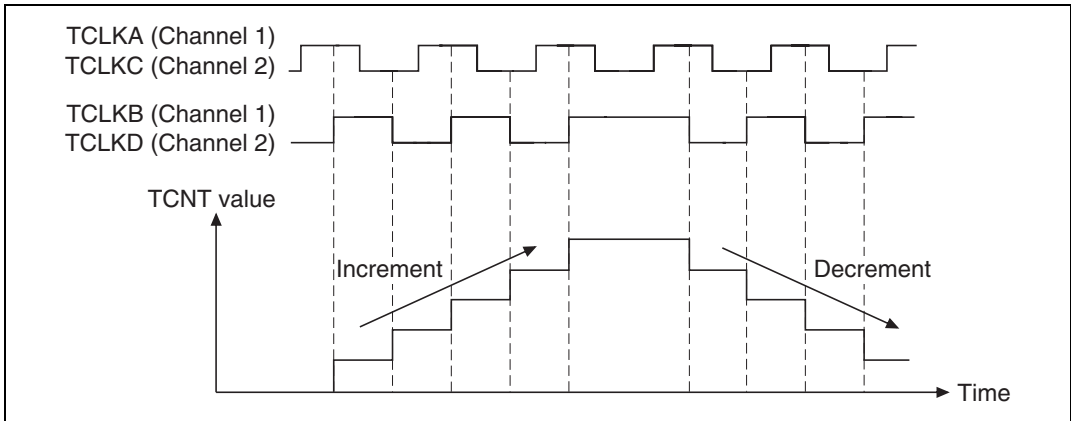 TCLKA (Channel 1)
TCLKC (Channel 2)
TCLKB (Channel 1)
TCLKD (Channel 2)
TCNT value
Increment
Decrement
Time